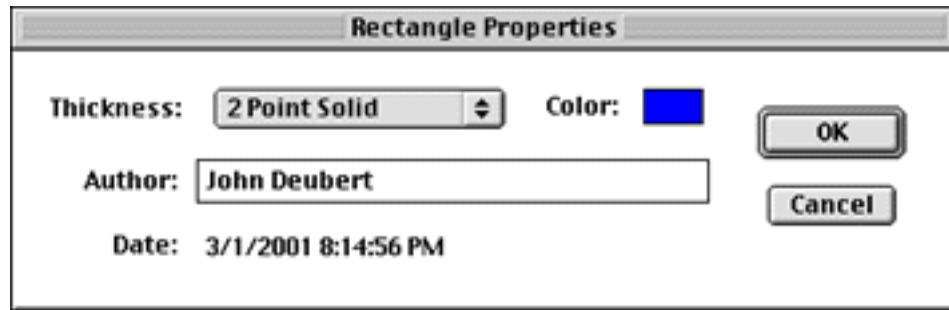 Rectangle Properties
Thickness: 2 Point Solid Color:
OK
Author: John Deubert
Cancel
Date: 3/1/2001 8:14:56 PM